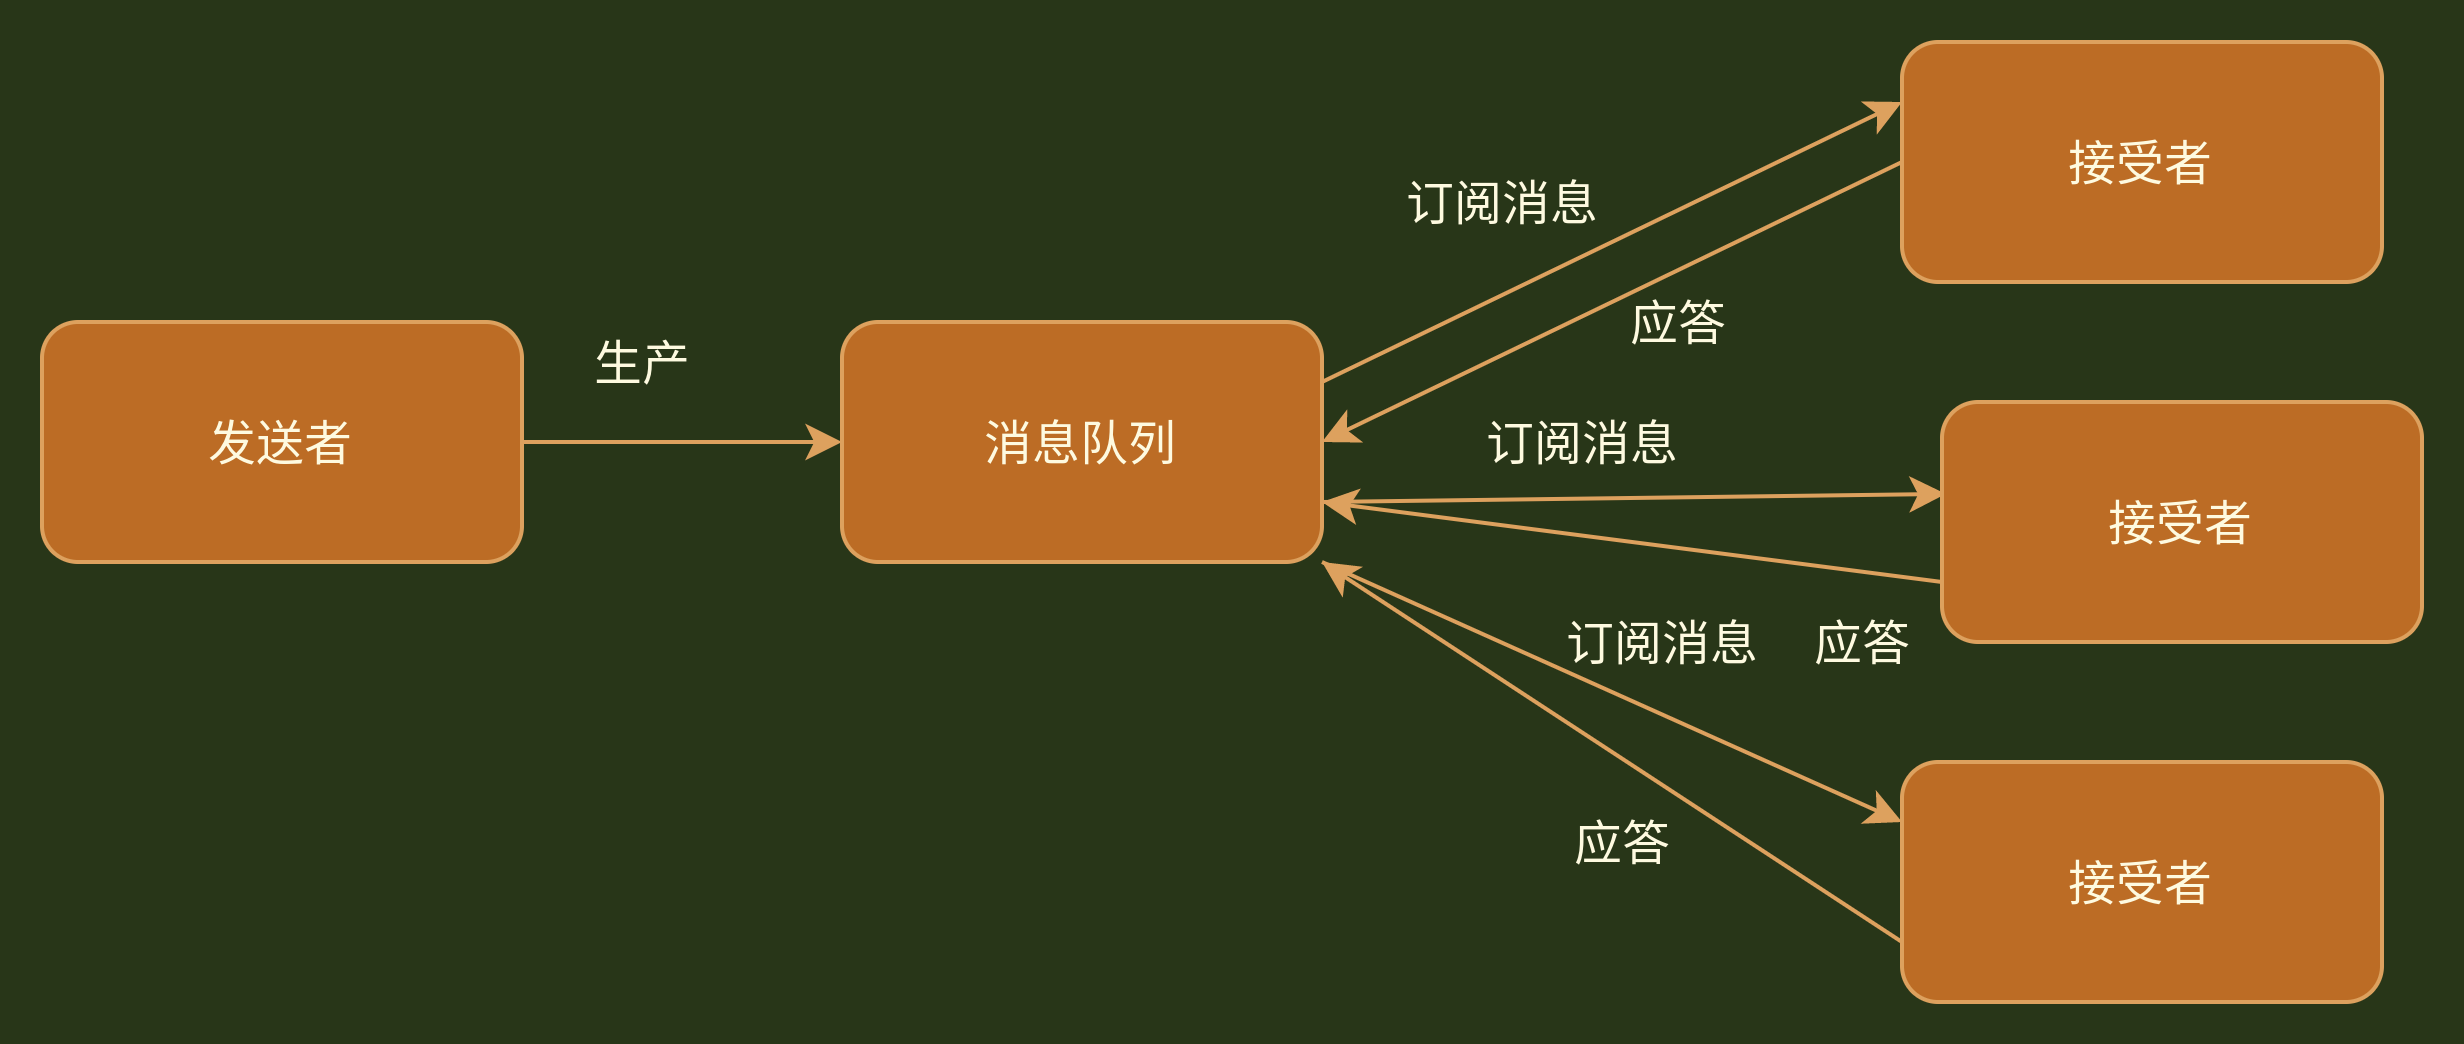 发送者
生产
消息队列
订阅消息
应答
接受者
订阅消息
应答
接受者
订阅消息
应答
接受者